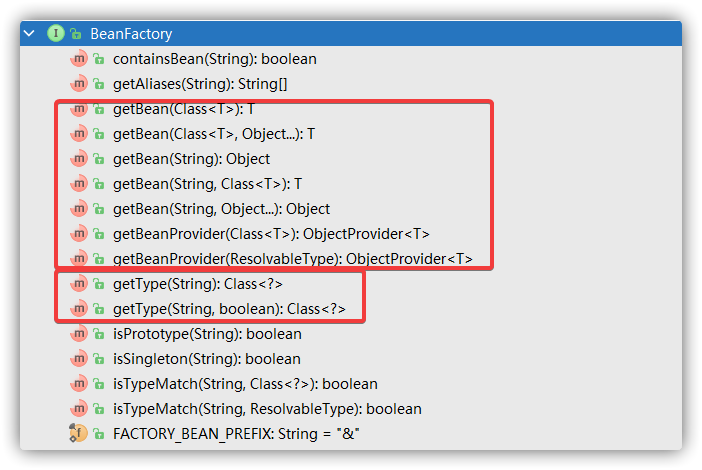 I BeanFactory
m containsBean(String): boolean
m getAliases(String): String[]
m getBean(Class<T>): T
m getBean(Class<T>, Object...): T
m getBean(String): Object
m getBean(String, Class<T>): T
m getBean(String, Object...): Object
m getBeanProvider(Class<T>): ObjectProvider<T>
m getBeanProvider(ResolvableType): ObjectProvider<T>
m getType(String): Class<?>
m getType(String, boolean): Class<?>
m isPrototype(String): boolean
m isSingleton(String): boolean
m isTypeMatch(String, Class<?>): boolean
m isTypeMatch(String, ResolvableType): boolean
f FACTORY_BEAN_PREFIX: String = "&"